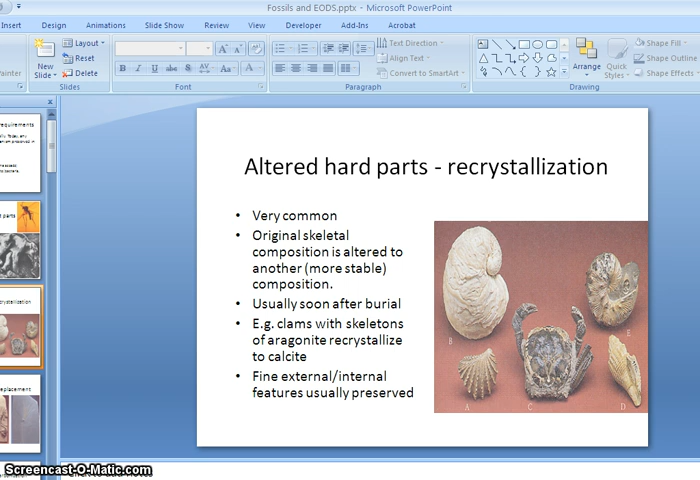 Fossils and EODS.pptx - Microsoft PowerPoint
Insert Design Animations Slide Show Review View Developer Add-Ins Acrobat
Layout
Reset
Delete
New Slide
Painter
B I U abc S AV Aa A
Text Direction
Align Text
Convert to SmartArt
Arrange
Quick Styles
Shape Fill
Shape Outline
Shape Effects
Slides Font Paragraph Drawing
Altered hard parts - recrystallization
• Very common
• Original skeletal
composition is altered to
another (more stable)
composition.
• Usually soon after burial
• E.g. clams with skeletons
of aragonite recrystallize
to calcite
• Fine external/internal
features usually preserved
B
E
A
C
D
Screencast-O-Matic.com